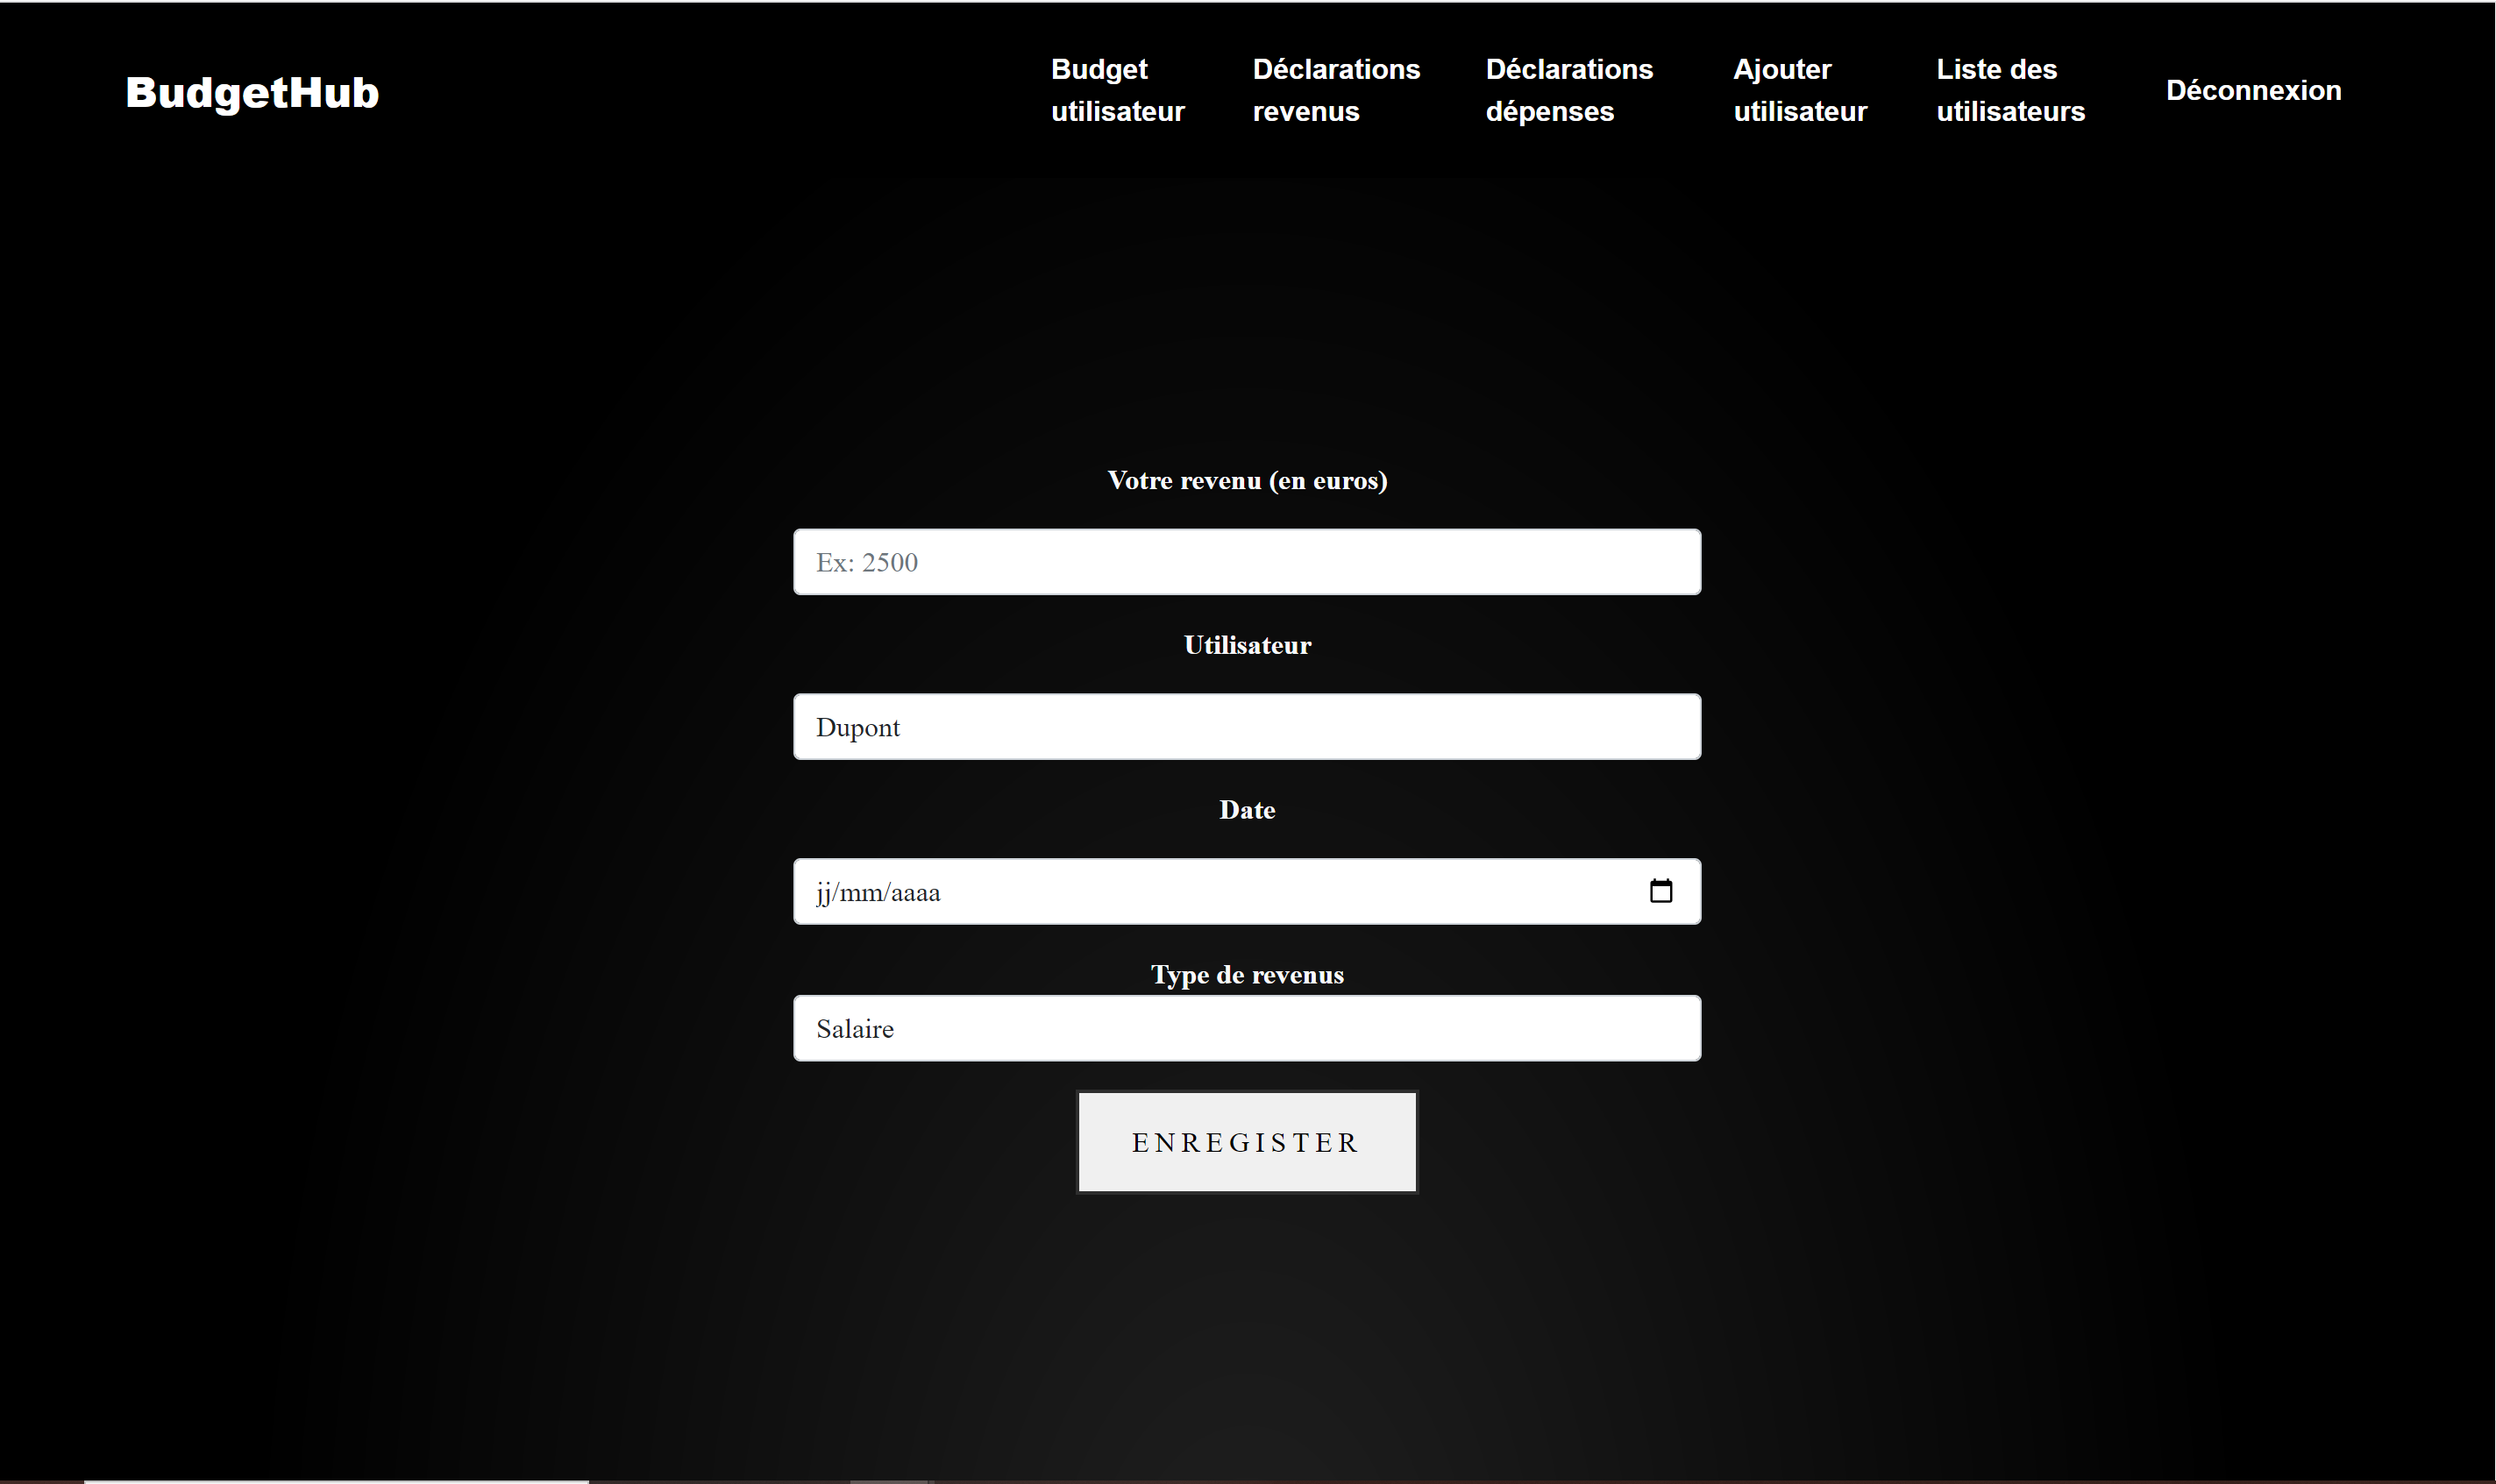 BudgetHub
Budget utilisateur
Déclarations revenus
Déclarations dépenses
Ajouter utilisateur
Liste des utilisateurs
Déconnexion
Votre revenu (en euros)
Ex: 2500
Utilisateur
Dupont
Date
jj/mm/aaaa
Type de revenus
Salaire
ENREGISTER